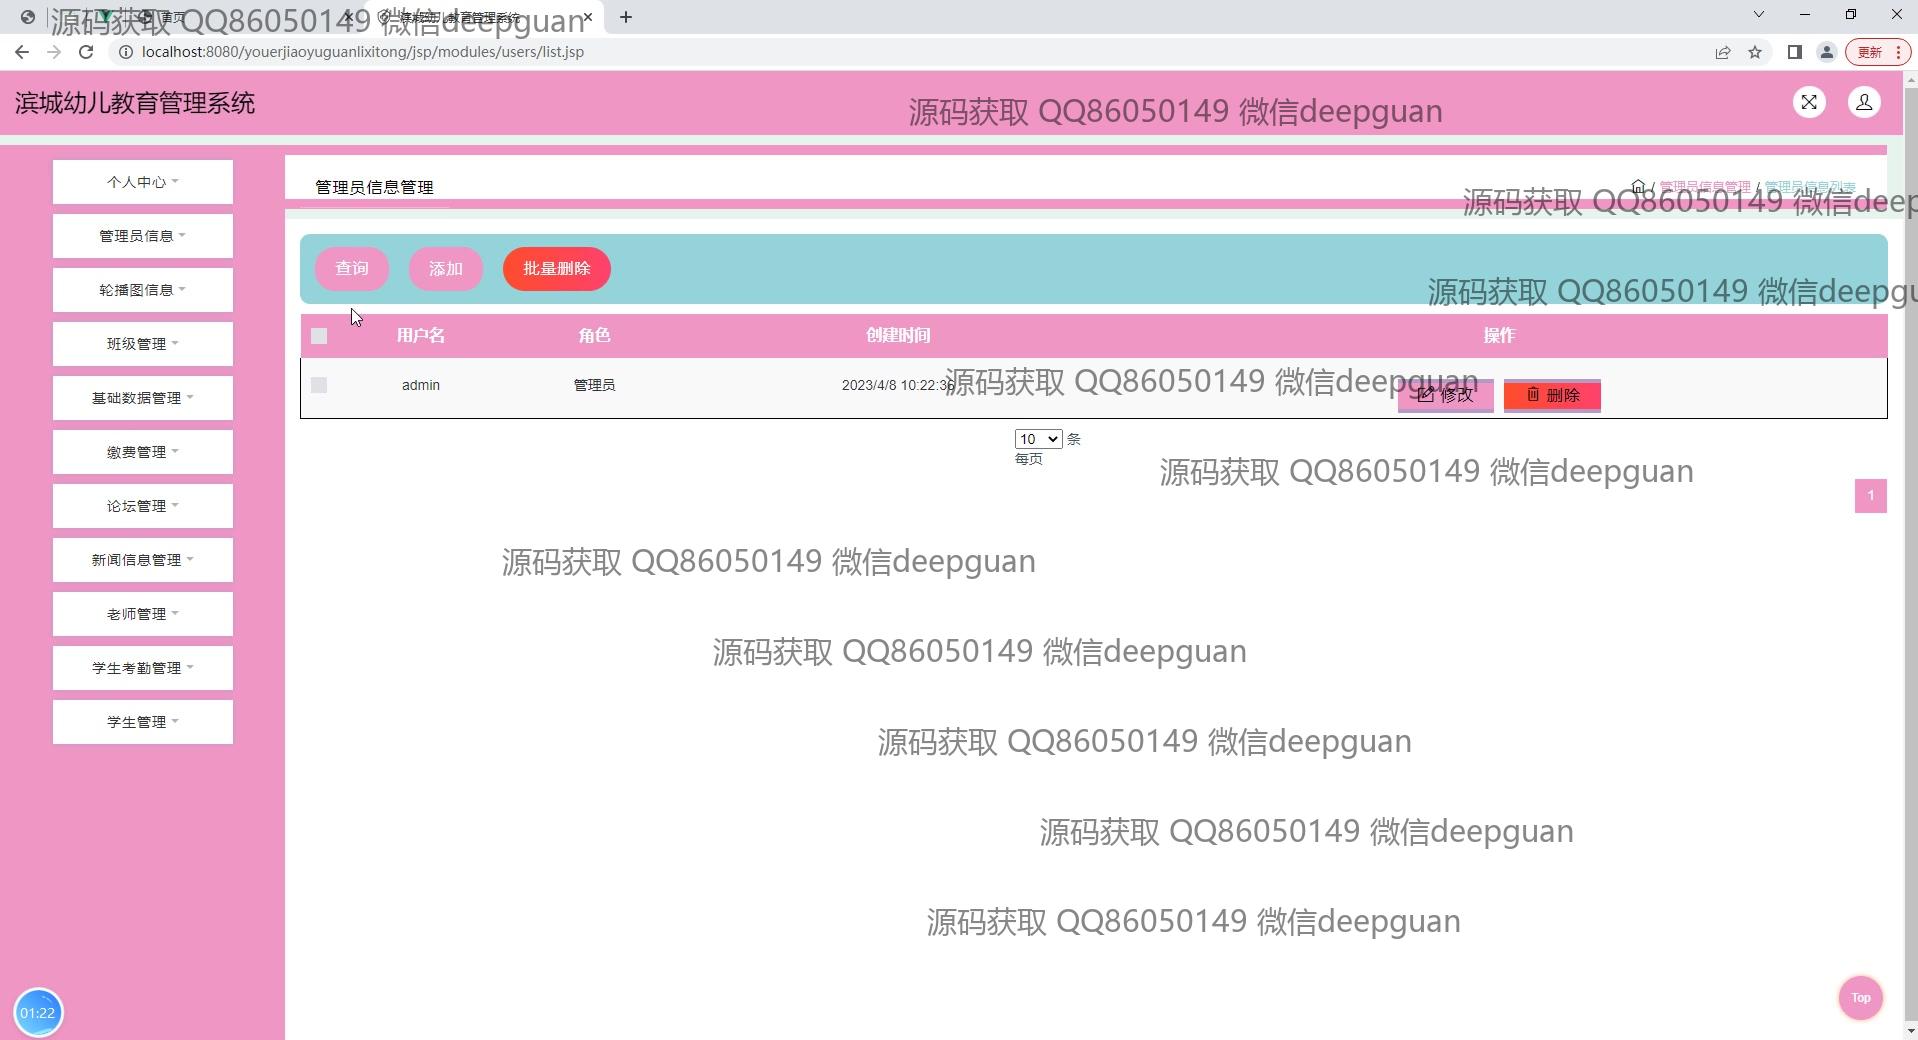 首页
滨城幼儿教育管理系统
源码获取 QQ86050149 微信deepguan
localhost:8080/youerjiaoyuguanlixitong/jsp/modules/users/list.jsp
更新
滨城幼儿教育管理系统
源码获取 QQ86050149 微信deepguan
个人中心
管理员信息
轮播图信息
班级管理
基础数据管理
缴费管理
论坛管理
新闻信息管理
老师管理
学生考勤管理
学生管理
01:22
管理员信息管理
/ 管理员信息管理 / 管理员信息列表
源码获取 QQ86050149 微信deep
查询 添加 批量删除
源码获取 QQ86050149 微信deepgu
用户名 角色 创建时间 操作
admin 管理员 2023/4/8 10:22:36 修改 删除
源码获取 QQ86050149 微信deepguan
10 条
每页
源码获取 QQ86050149 微信deepguan
1
源码获取 QQ86050149 微信deepguan
源码获取 QQ86050149 微信deepguan
源码获取 QQ86050149 微信deepguan
源码获取 QQ86050149 微信deepguan
源码获取 QQ86050149 微信deepguan
Top